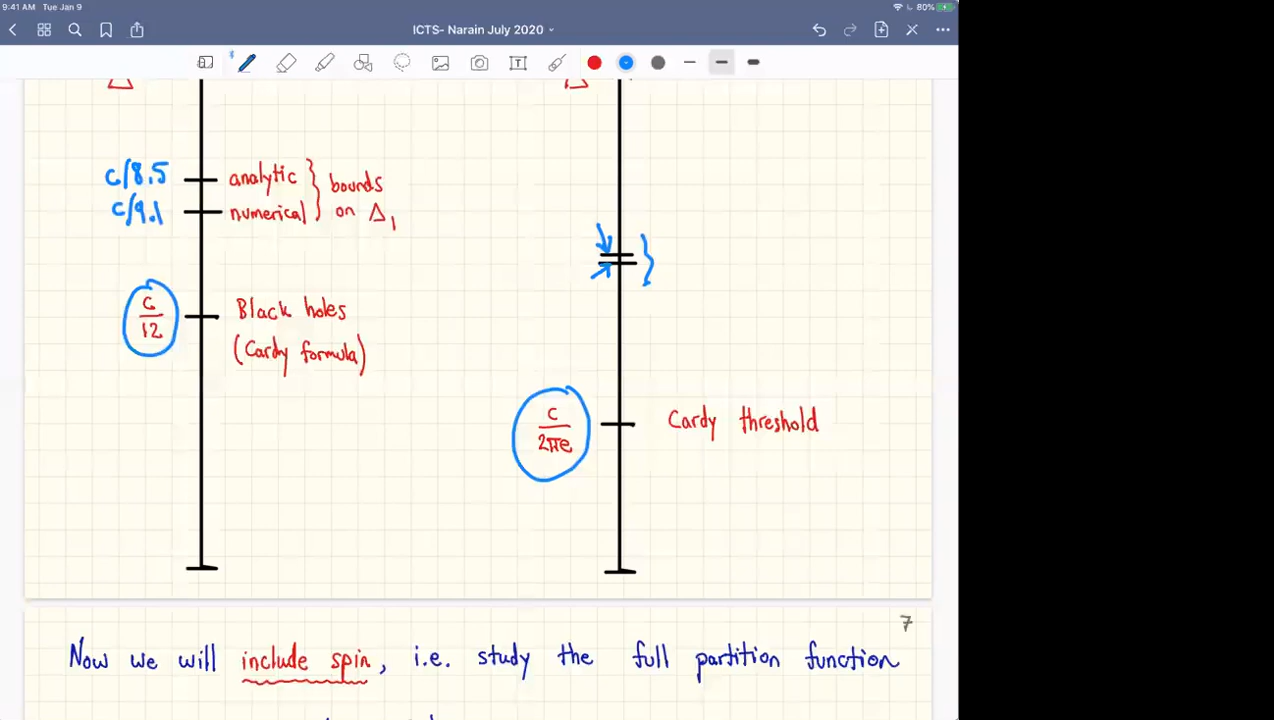 9:41 AM Tue Jan 9
80%
ICTS- Narain July 2020
T
Δ
Δ
c/8.5 analytic
bounds
c/9.1 numerical on Δ1
c/12 Black holes
(Cardy formula)
c/2πe Cardy threshold
7
Now we will include spin, i.e. study the full partition function